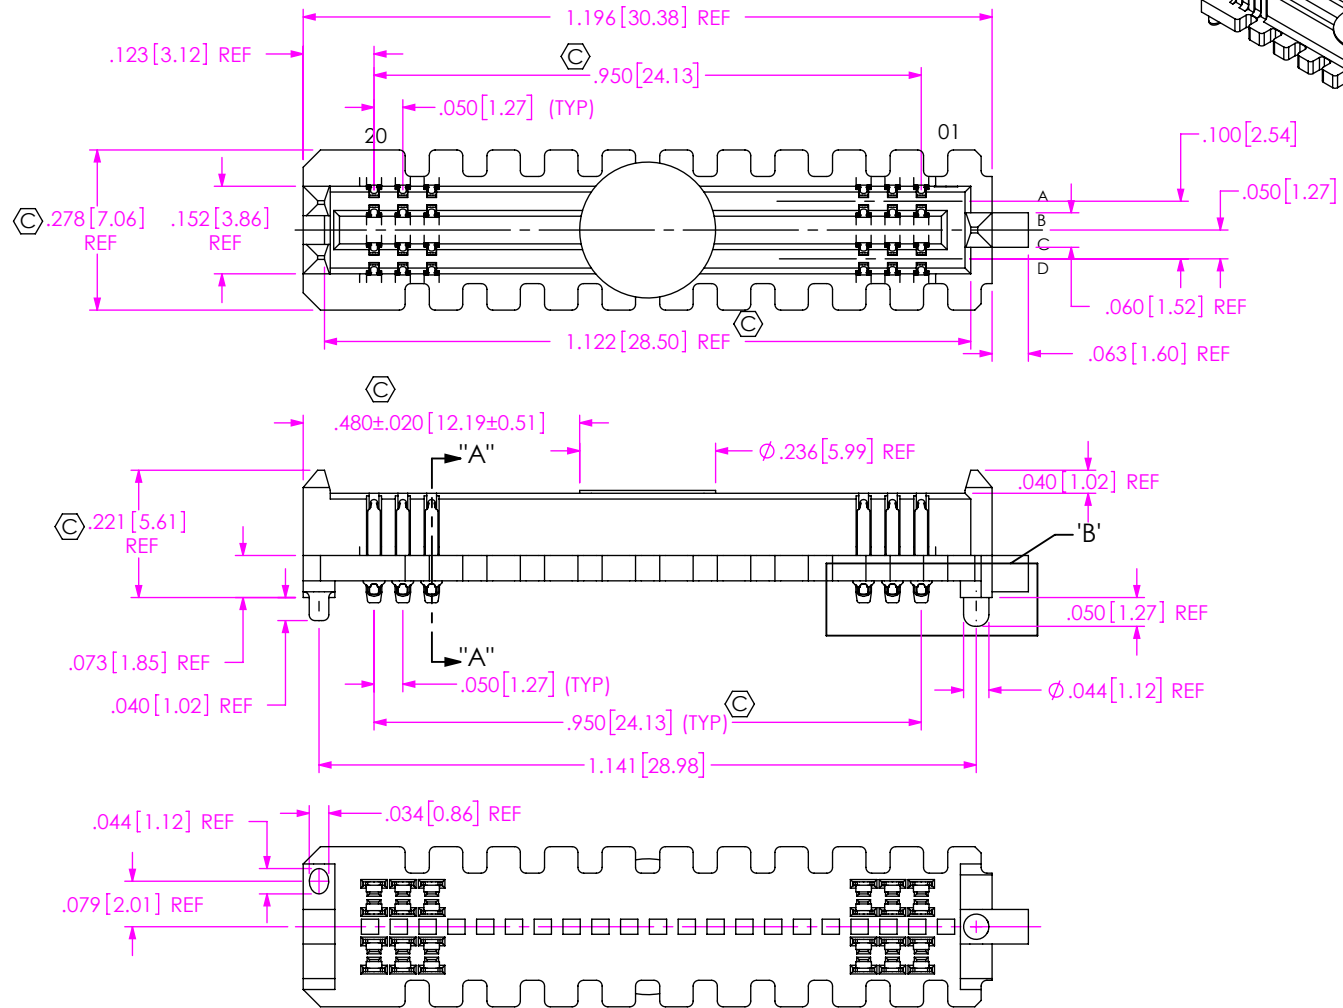 1.196[30.38] REF
.123[3.12] REF
C
.950[24.13]
.050[1.27] (TYP)
20
01
.100[2.54]
.050[1.27]
A
B
C
D
C
.278[7.06]
REF
.152[3.86]
REF
.060[1.52] REF
C
1.122[28.50] REF
.063[1.60] REF
C
.480±.020[12.19±0.51]
"A"
Ø.236[5.99] REF
.040[1.02] REF
C
.221[5.61]
REF
'B'
.050[1.27] REF
.073[1.85] REF
"A"
.050[1.27] (TYP)
.040[1.02] REF
C
Ø.044[1.12] REF
.950[24.13] (TYP)
1.141[28.98]
.044[1.12] REF
.034[0.86] REF
.079[2.01] REF